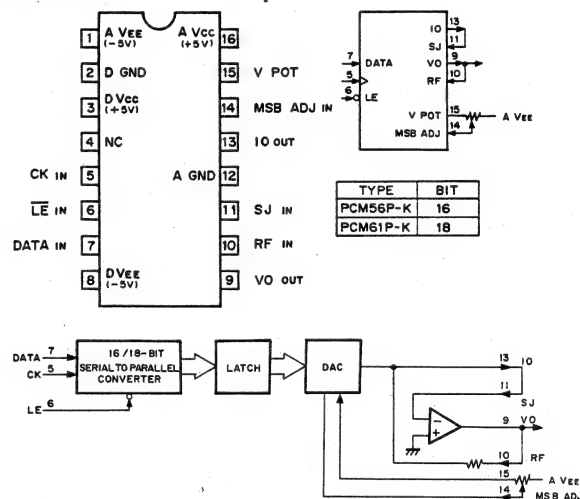 1 A VEE (-5V)
A VCC (+5V) 16
2 D GND
15 V POT
3 D VCC (+5V)
14 MSB ADJ IN
4 NC
13 IO OUT
CK IN 5
A GND 12
LE IN 6
11 SJ IN
DATA IN 7
10 RF IN
8 DVEE (-5V)
9 VO OUT
7 DATA
5
6 LE
IO 13
SJ 11
VO 9
RF 10
V POT 15 A VEE
MSB ADJ 14
TYPE BIT
PCM56P-K 16
PCM61P-K 18
DATA 7
CK 5
LE 6
16/18-BIT
SERIAL TO PARALLEL
CONVERTER
LATCH
DAC
13 IO
11 SJ
- +
9 VO
10 RF
15 A VEE
14 MSB ADJ